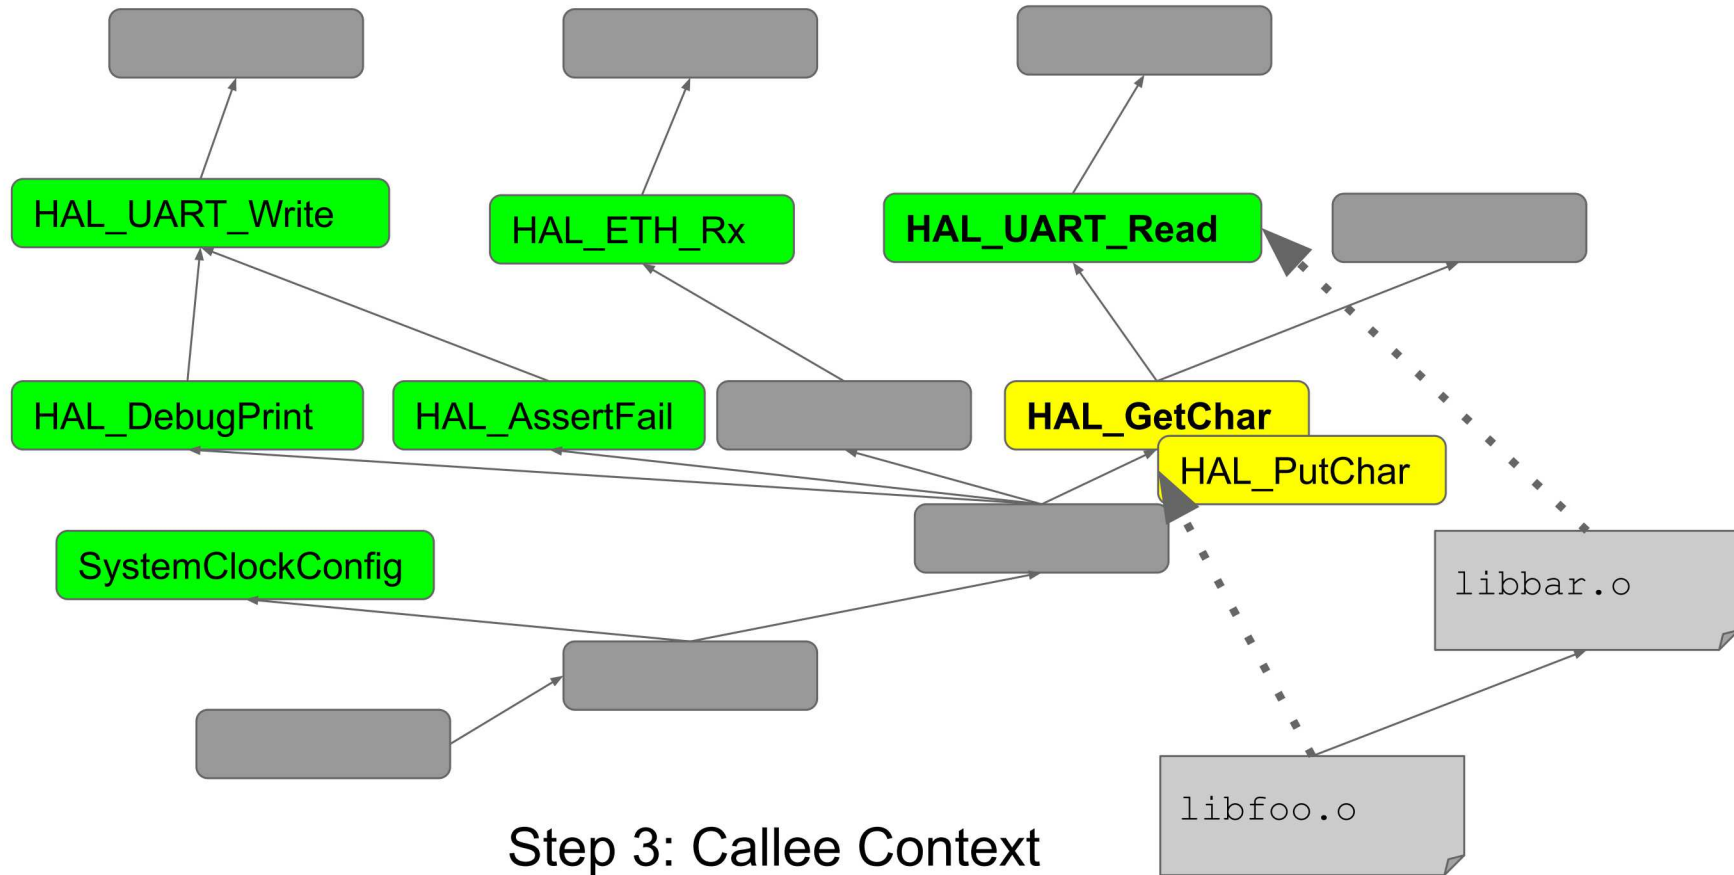 HAL_UART_Write
HAL_ETH_Rx
HAL_UART_Read
HAL_DebugPrint
HAL_AssertFail
HAL_GetChar
HAL_PutChar
SystemClockConfig
libbar.o
libfoo.o
Step 3: Callee Context